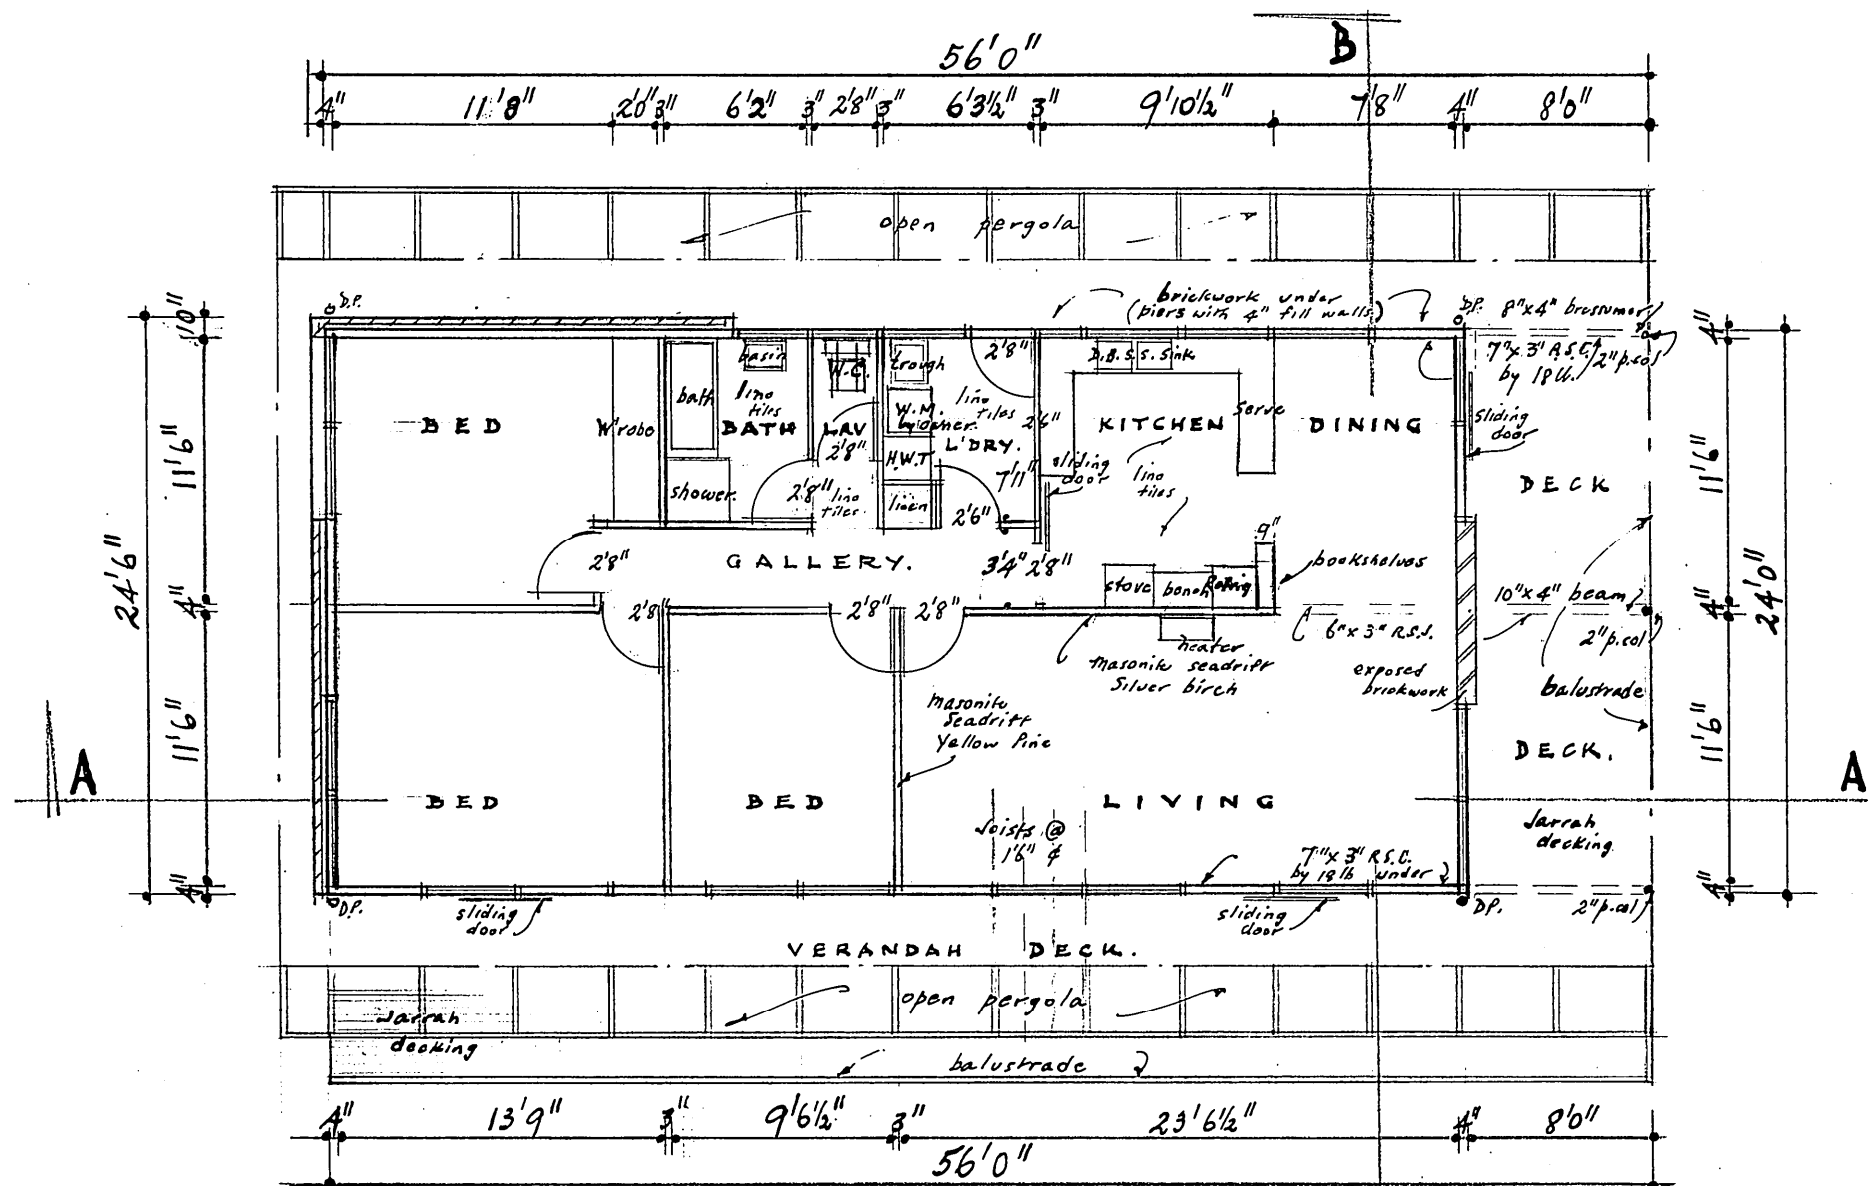 B
56'0"
4" 11'8" 2'0" 3" 6'2" 3" 2'8" 3" 6'3½" 3" 9'10½" 7'8" 4" 8'0"
open pergola
D.P.
brickwork under
(piers with 4" fill walls)
D.P.
8"x4" bressumer
7"x3" R.S.C.
by 18 lb.
2" p.col
10"
11'6"
4"
11'6"
4"
24'6"
4"
11'6"
4"
11'6"
4"
24'0"
BED
W'robe
bath
shower
basin
lino
tiles
BATH
2'8"
W.C.
LAV
2'8"
lino
tiles
trough
W.M.
H.W.T
linen
2'8"
lino
tiles
L'DRY.
2'6"
7'11"
2'6"
sliding
door
D.B. S.S. Sink
KITCHEN
lino
tiles
Serve
DINING
sliding
door
DECK
2'8"
GALLERY.
3'4" 2'8"
stove
bench
9"
bookshelves
10"x4" beam
2" p.col
6"x3" R.S.J.
2'8"
2'8"
2'8"
heater
masonite seadrift
Silver birch
exposed
brickwork
balustrade
masonite
Seadrift
Yellow Pine
DECK.
A
A
BED
BED
LIVING
Joists @
1'6" ¢
7"x3" R.S.C.
by 18 lb under
Jarrah
decking
D.P.
sliding
door
sliding
door
D.P.
2" p.col
VERANDAH DECK.
open pergola
Jarrah
decking
balustrade
4" 13'9" 3" 9'6½" 3" 23'6½" 4" 8'0"
56'0"